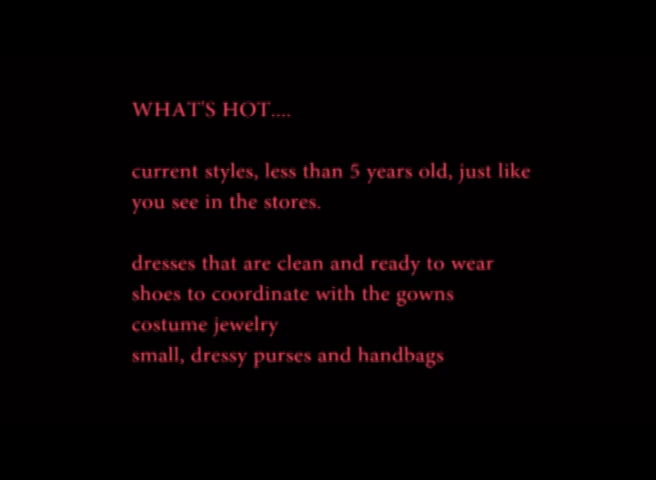 WHAT'S HOT....
current styles, less than 5 years old, just like
you see in the stores.
dresses that are clean and ready to wear
shoes to coordinate with the gowns
costume jewelry
small, dressy purses and handbags